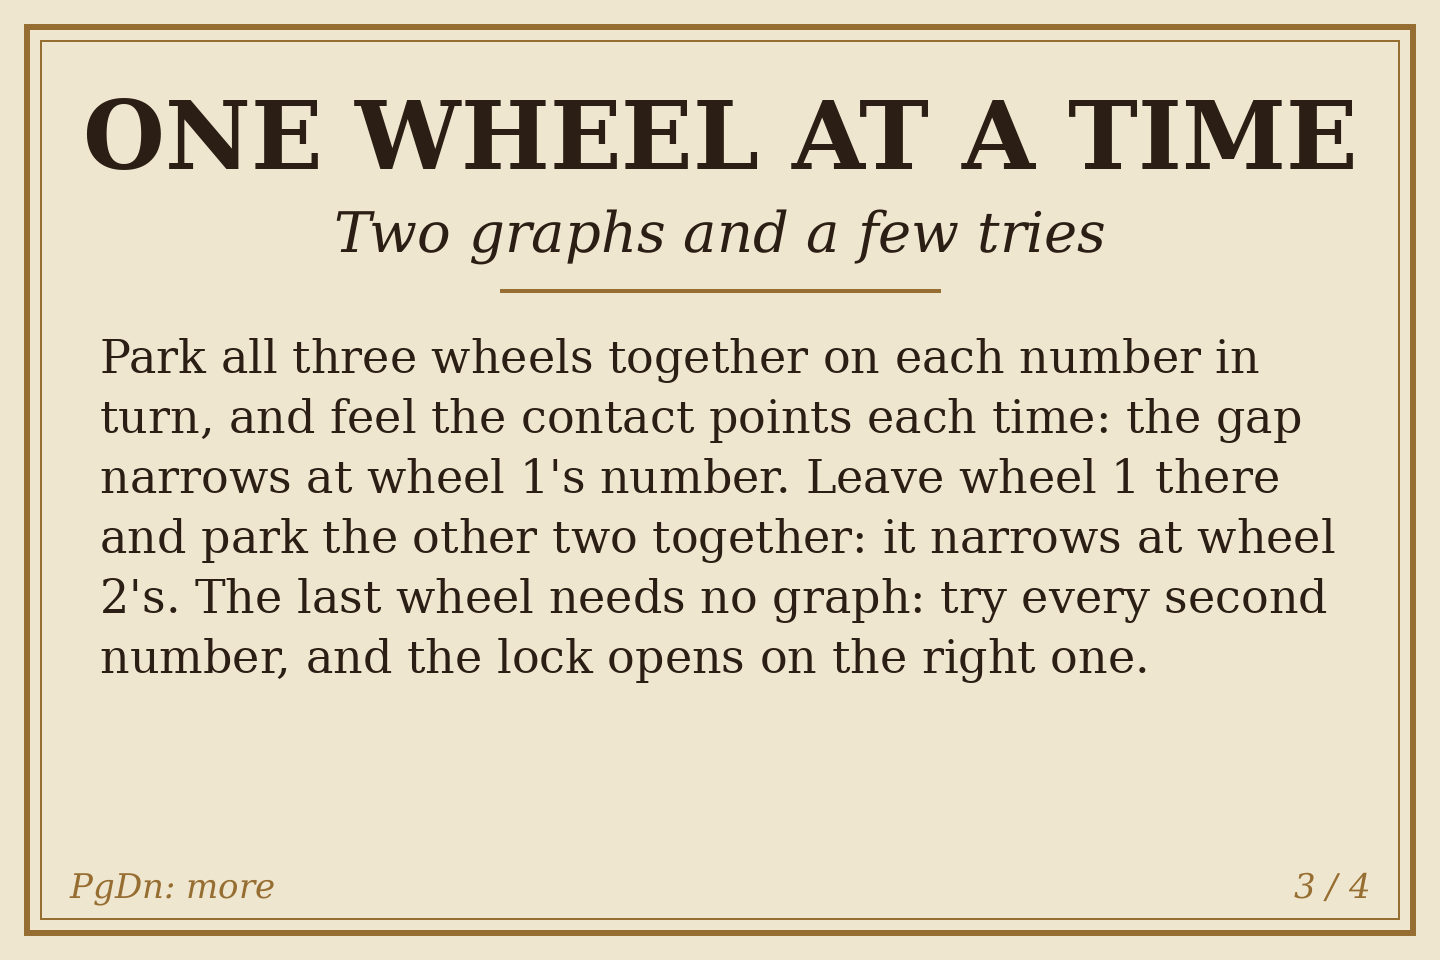 ONE WHEEL AT A TIME
Two graphs and a few tries
Park all three wheels together on each number in
turn, and feel the contact points each time: the gap
narrows at wheel 1's number. Leave wheel 1 there
and park the other two together: it narrows at wheel
2's. The last wheel needs no graph: try every second
number, and the lock opens on the right one.
PgDn: more
3 / 4